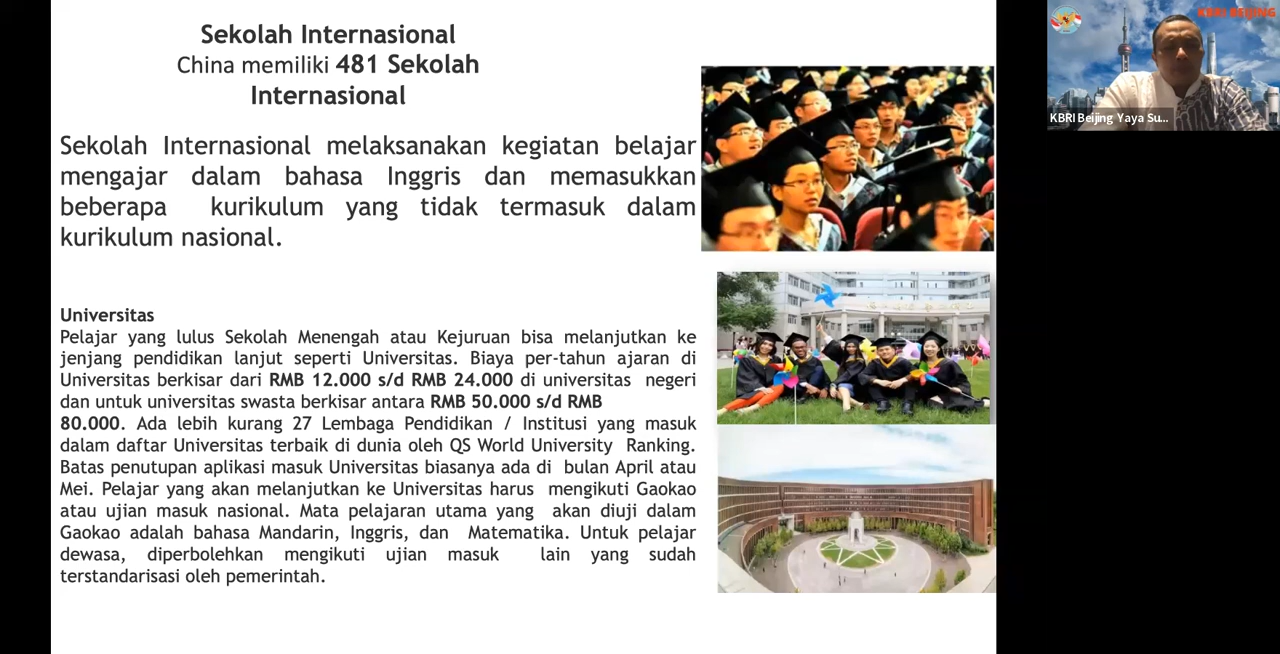 Sekolah Internasional
China memiliki 481 Sekolah
Internasional
Sekolah Internasional melaksanakan kegiatan belajar
mengajar dalam bahasa Inggris dan memasukkan
beberapa kurikulum yang tidak termasuk dalam
kurikulum nasional.
Universitas
Pelajar yang lulus Sekolah Menengah atau Kejuruan bisa melanjutkan ke
jenjang pendidikan lanjut seperti Universitas. Biaya per-tahun ajaran di
Universitas berkisar dari RMB 12.000 s/d RMB 24.000 di universitas negeri
dan untuk universitas swasta berkisar antara RMB 50.000 s/d RMB
80.000. Ada lebih kurang 27 Lembaga Pendidikan / Institusi yang masuk
dalam daftar Universitas terbaik di dunia oleh QS World University Ranking.
Batas penutupan aplikasi masuk Universitas biasanya ada di bulan April atau
Mei. Pelajar yang akan melanjutkan ke Universitas harus mengikuti Gaokao
atau ujian masuk nasional. Mata pelajaran utama yang akan diuji dalam
Gaokao adalah bahasa Mandarin, Inggris, dan Matematika. Untuk pelajar
dewasa, diperbolehkan mengikuti ujian masuk lain yang sudah
terstandarisasi oleh pemerintah.
KBRI BEIJING
KBRI Beijing Yaya Su...